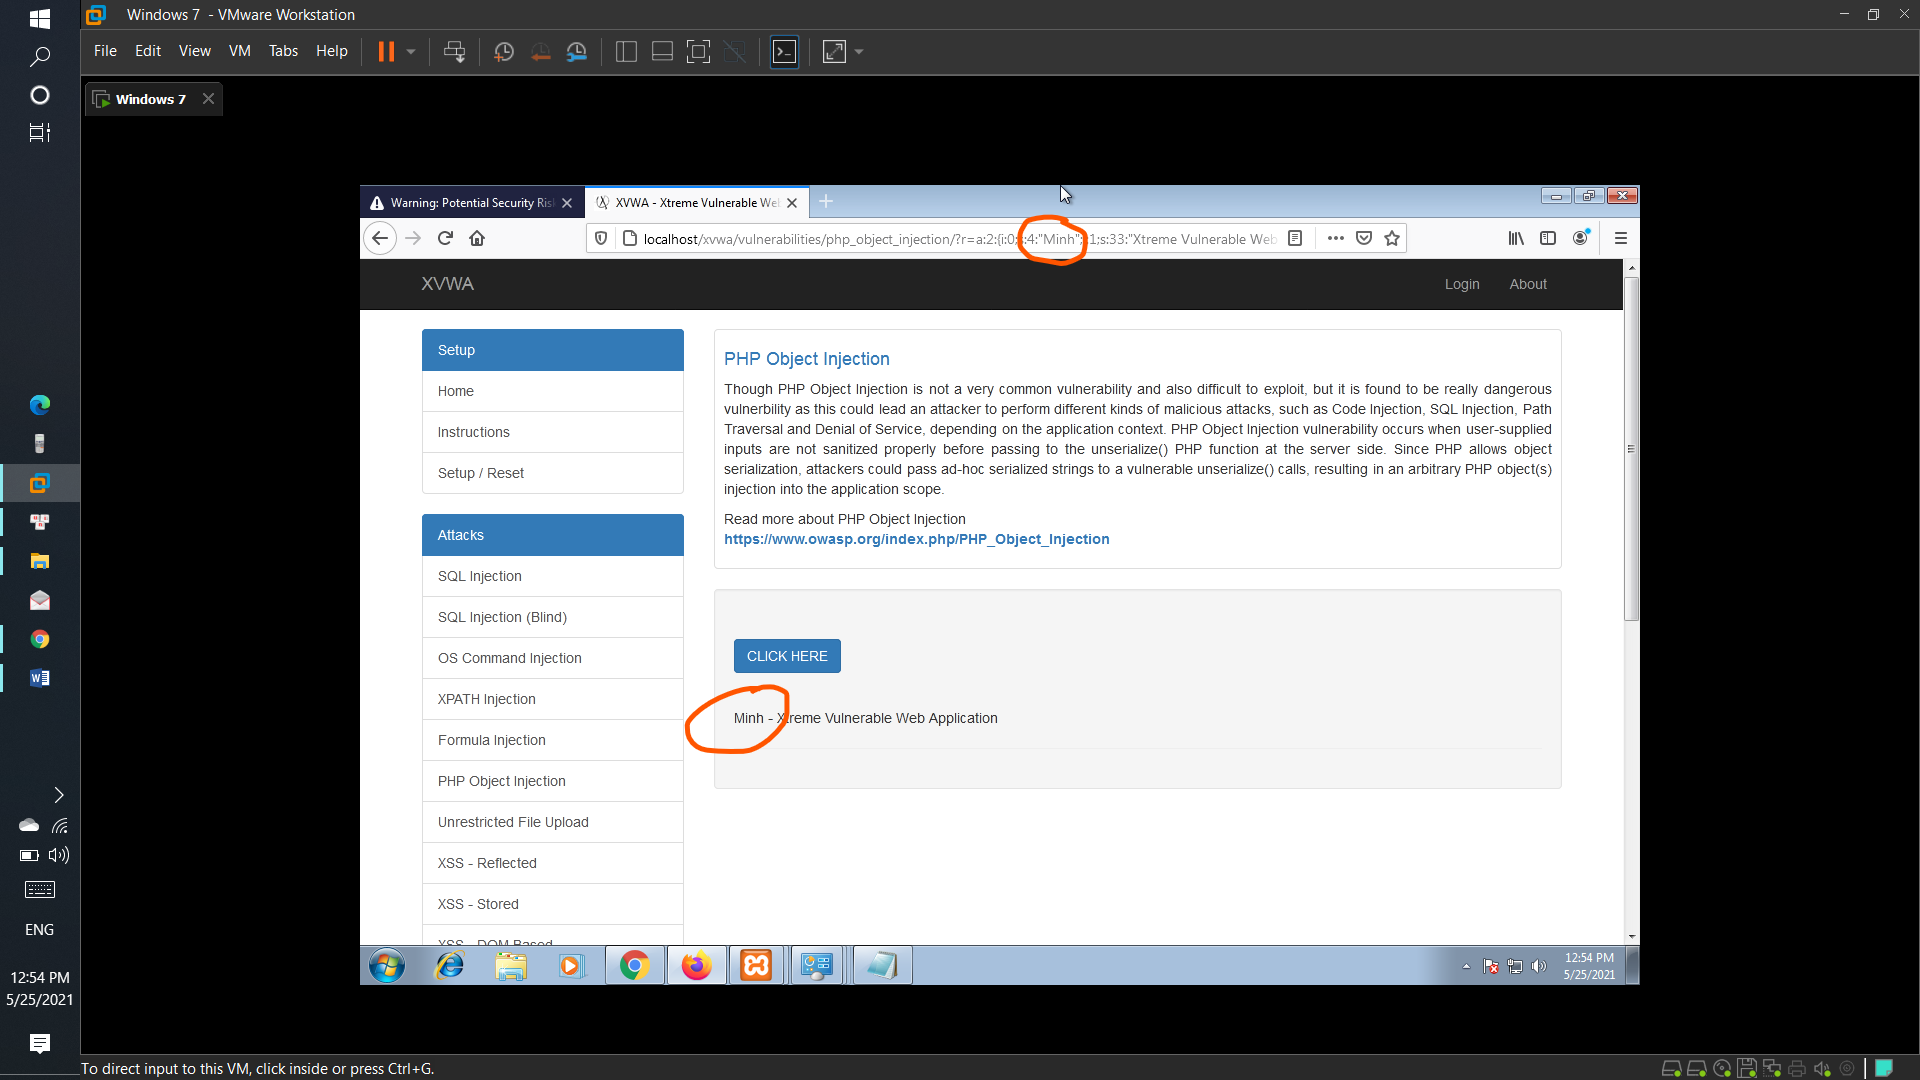 Windows 7 - VMware Workstation
File Edit View VM Tabs Help
Windows 7
Warning: Potential Security Ris
XVWA - Xtreme Vulnerable We
localhost/xvwa/vulnerabilities/php_object_injection/?r=a:2:{i:0;s:4:"Minh";i:1;s:33:"Xtreme Vulnerable Web
XVWA
Login About
Setup
Home
Instructions
Setup / Reset
Attacks
SQL Injection
SQL Injection (Blind)
OS Command Injection
XPATH Injection
Formula Injection
PHP Object Injection
Unrestricted File Upload
XSS - Reflected
XSS - Stored
XSS - DOM Based
PHP Object Injection
Though PHP Object Injection is not a very common vulnerability and also difficult to exploit, but it is found to be really dangerous
vulnerbility as this could lead an attacker to perform different kinds of malicious attacks, such as Code Injection, SQL Injection, Path
Traversal and Denial of Service, depending on the application context. PHP Object Injection vulnerability occurs when user-supplied
inputs are not sanitized properly before passing to the unserialize() PHP function at the server side. Since PHP allows object
serialization, attackers could pass ad-hoc serialized strings to a vulnerable unserialize() calls, resulting in an arbitrary PHP object(s)
injection into the application scope.
Read more about PHP Object Injection
https://www.owasp.org/index.php/PHP_Object_Injection
CLICK HERE
Minh - Xtreme Vulnerable Web Application
12:54 PM
5/25/2021
ENG
12:54 PM
5/25/2021
To direct input to this VM, click inside or press Ctrl+G.